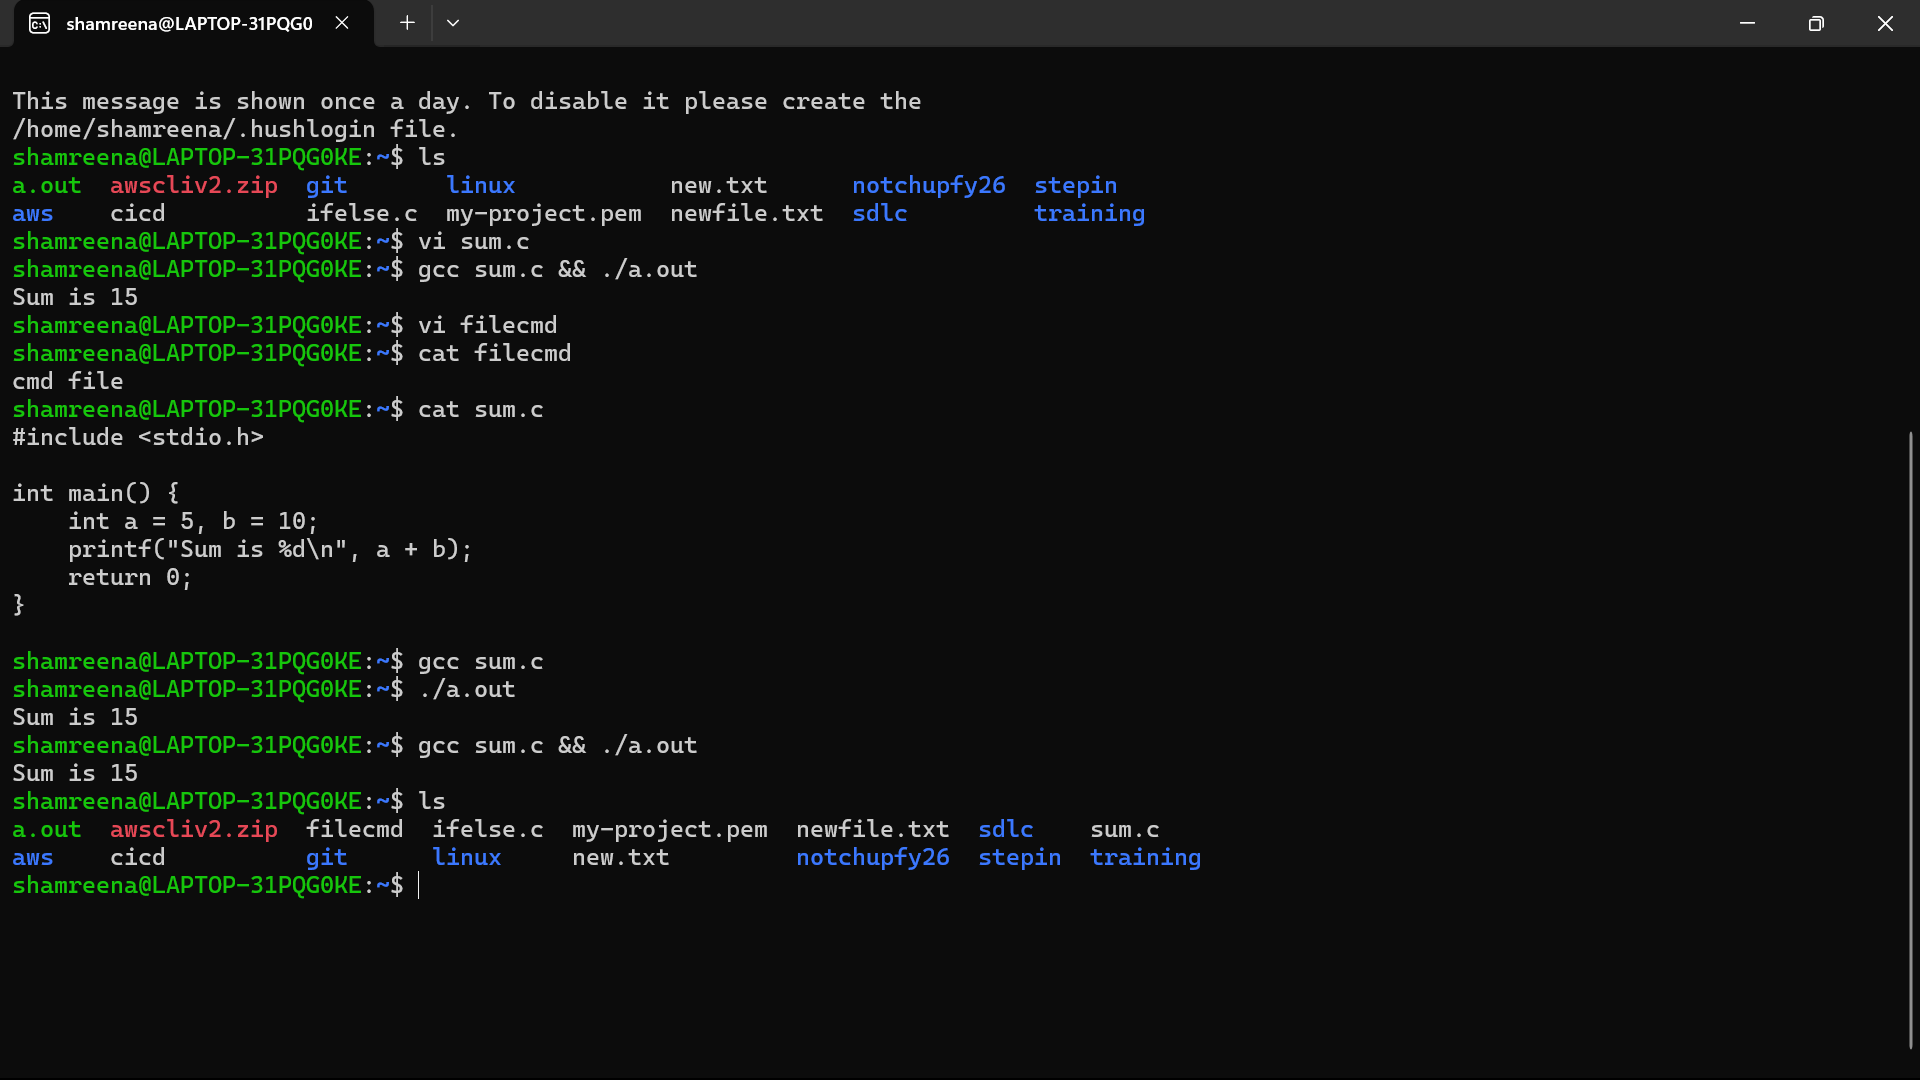 shamreena@LAPTOP-31PQG0
This message is shown once a day. To disable it please create the
/home/shamreena/.hushlogin file.
shamreena@LAPTOP-31PQG0KE:~$ ls
a.out  awscliv2.zip  git       linux           new.txt      notchupfy26  stepin
aws    cicd          ifelse.c  my-project.pem  newfile.txt  sdlc         training
shamreena@LAPTOP-31PQG0KE:~$ vi sum.c
shamreena@LAPTOP-31PQG0KE:~$ gcc sum.c && ./a.out
Sum is 15
shamreena@LAPTOP-31PQG0KE:~$ vi filecmd
shamreena@LAPTOP-31PQG0KE:~$ cat filecmd
cmd file
shamreena@LAPTOP-31PQG0KE:~$ cat sum.c
#include <stdio.h>

int main() {
    int a = 5, b = 10;
    printf("Sum is %d\n", a + b);
    return 0;
}

shamreena@LAPTOP-31PQG0KE:~$ gcc sum.c
shamreena@LAPTOP-31PQG0KE:~$ ./a.out
Sum is 15
shamreena@LAPTOP-31PQG0KE:~$ gcc sum.c && ./a.out
Sum is 15
shamreena@LAPTOP-31PQG0KE:~$ ls
a.out  awscliv2.zip  filecmd  ifelse.c  my-project.pem  newfile.txt  sdlc    sum.c
aws    cicd          git      linux     new.txt         notchupfy26  stepin  training
shamreena@LAPTOP-31PQG0KE:~$